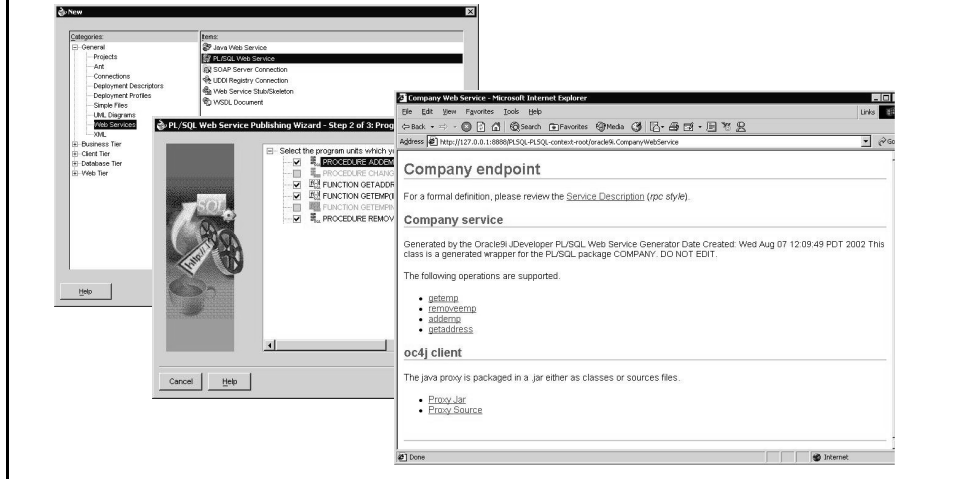 New
Categories:
General
Projects
Ant
Connections
Deployment Descriptors
Deployment Profiles
Simple Files
UML Diagrams
Web Services
XML
Business Tier
Client Tier
Database Tier
Web Tier
Items:
Java Web Service
PL/SQL Web Service
SOAP Server Connection
UDDI Registry Connection
Web Service Stub/Skeleton
WSDL Document
Help
PL/SQL Web Service Publishing Wizard - Step 2 of 3: Prog
Select the program units which yo
PROCEDURE ADDEM
PROCEDURE CHANG
FUNCTION GETADDR
FUNCTION GETEMP(I
FUNCTION GETEMPIN
PROCEDURE REMOV
SQL
http://
Cancel
Help
Company Web Service - Microsoft Internet Explorer
File Edit View Favorites Tools Help
Links
Back
Search Favorites Media
Address http://127.0.0.1:8888/PLSQL-PLSQL-context-root/oracle9i.CompanyWebService
Go
Company endpoint
For a formal definition, please review the Service Description (rpc style).
Company service
Generated by the Oracle9i JDeveloper PL/SQL Web Service Generator Date Created: Wed Aug 07 12:09:49 PDT 2002 This
class is a generated wrapper for the PL/SQL package COMPANY. DO NOT EDIT.
The following operations are supported.
getemp
removeemp
addemp
getaddress
oc4j client
The java proxy is packaged in a .jar either as classes or sources files.
Proxy Jar
Proxy Source
Done
Internet